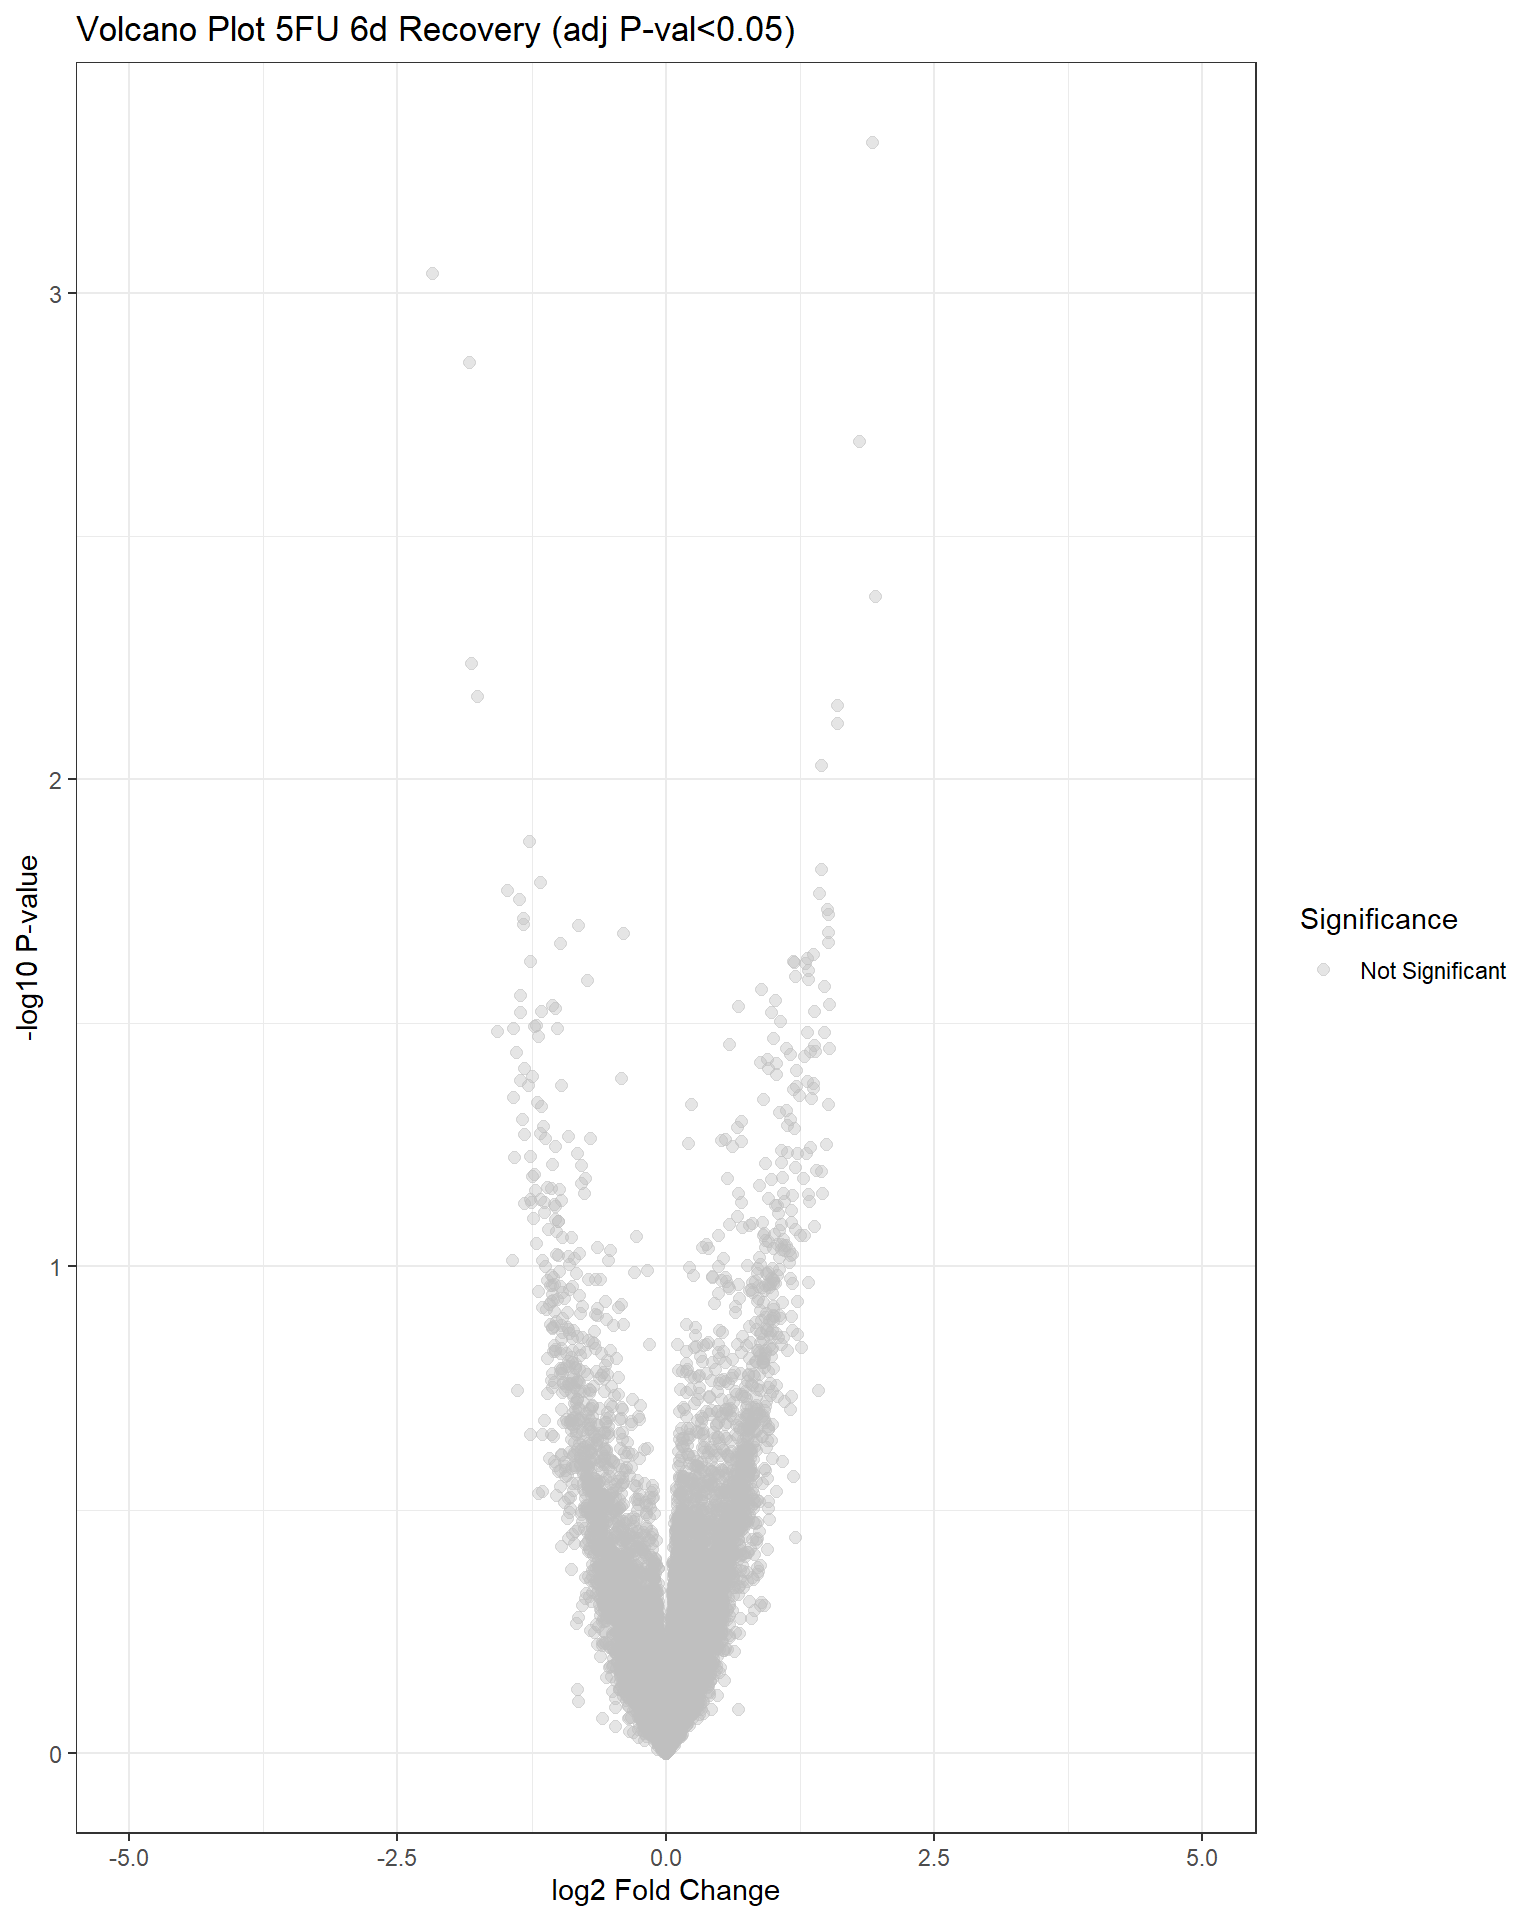 Volcano Plot 5FU 6d Recovery (adj P-val<0.05)
3
2
1
0
-log10 P-value
-5.0
-2.5
0.0
2.5
5.0
log2 Fold Change
Significance
Not Significant